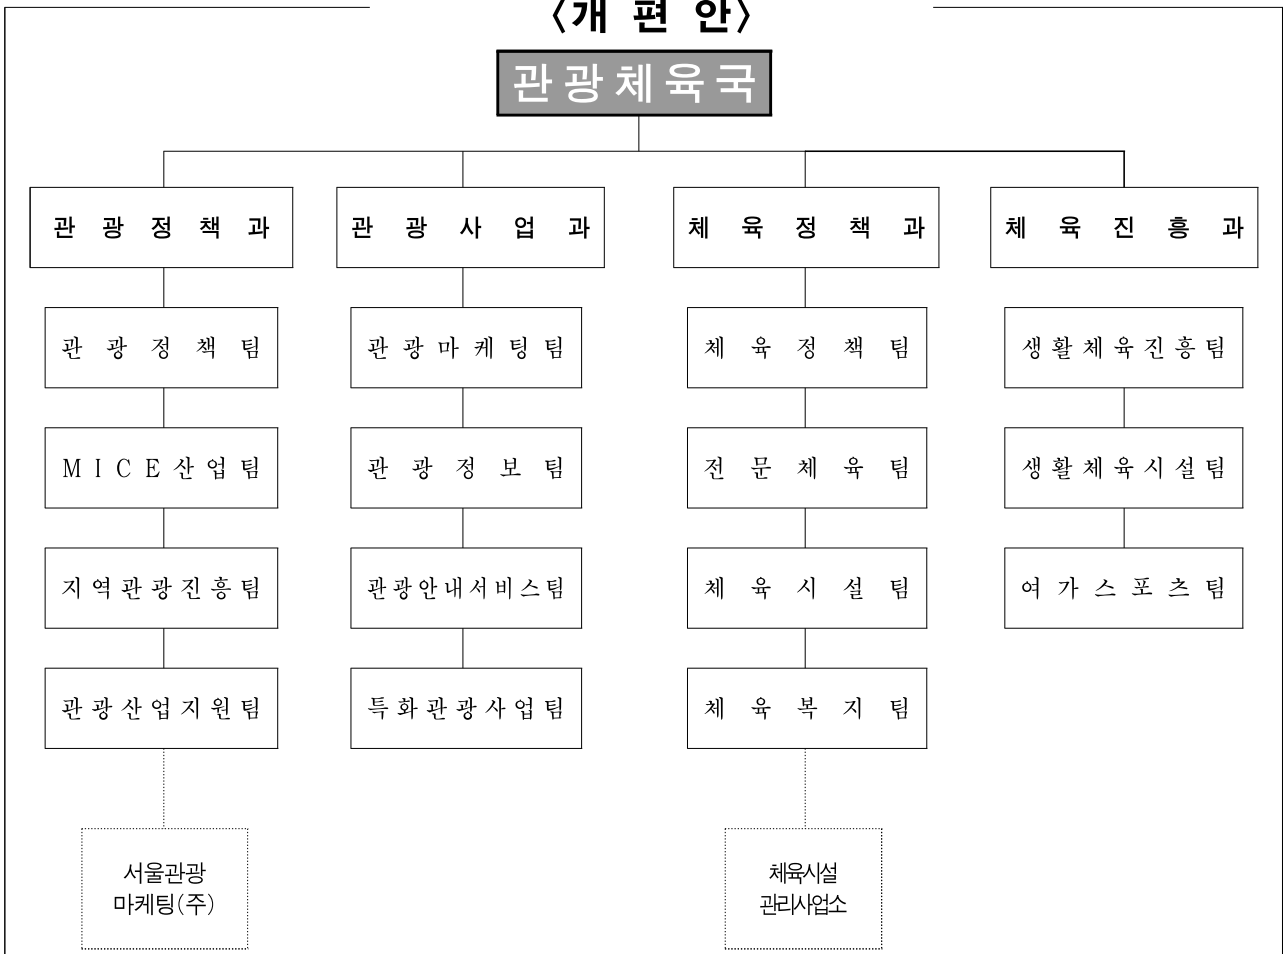 〈개 편 안〉
관광체육국
관광정책과
관광사업과
체육정책과
체육진흥과
관광정책팀
관광마케팅팀
체육정책팀
생활체육진흥팀
MICE산업팀
관광정보팀
전문체육팀
생활체육시설팀
지역관광진흥팀
관광안내서비스팀
체육시설팀
여가스포츠팀
관광산업지원팀
특화관광사업팀
체육복지팀
서울관광
마케팅(주)
체육시설
관리사업소